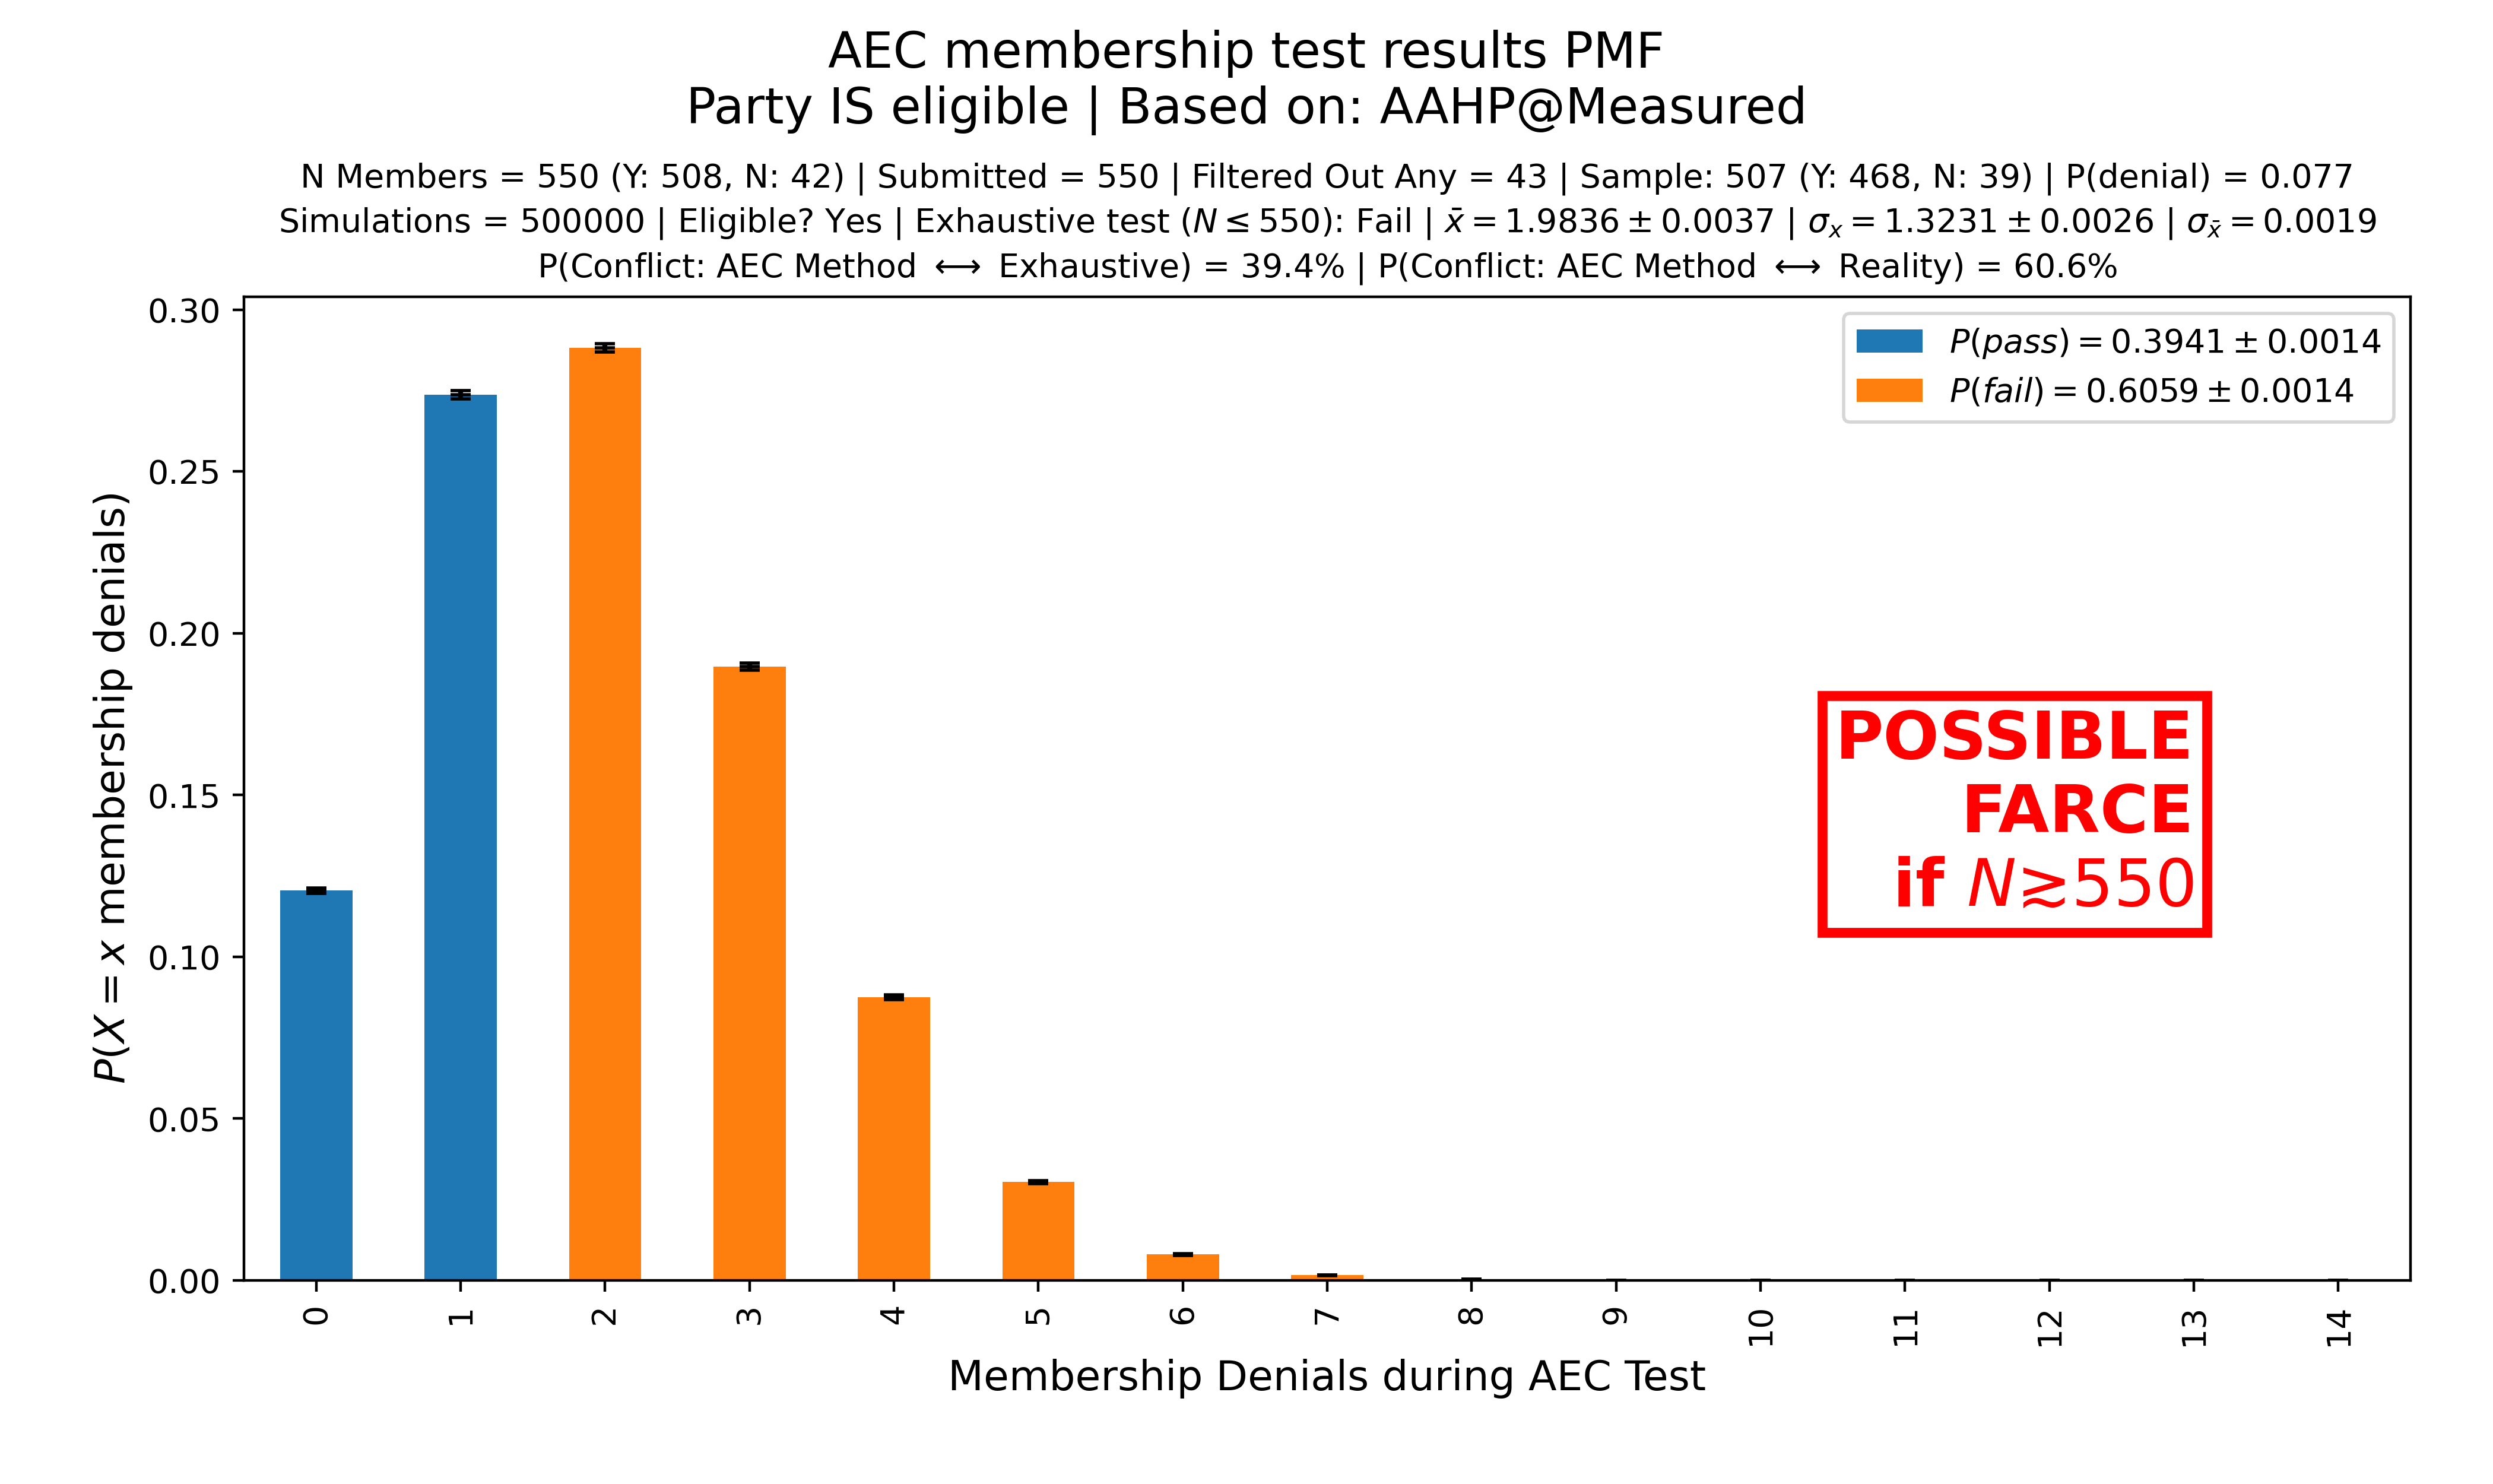 AEC membership test results PMF
Party IS eligible | Based on: AAHP@Measured
N Members = 550 (Y: 508, N: 42) | Submitted = 550 | Filtered Out Any = 43 | Sample: 507 (Y: 468, N: 39) | P(denial) = 0.077
Simulations = 500000 | Eligible? Yes | Exhaustive test (N ≤ 550): Fail | x̄ = 1.9836 ± 0.0037 | σₓ = 1.3231 ± 0.0026 | σ_x̄ = 0.0019
P(Conflict: AEC Method ⟷ Exhaustive) = 39.4% | P(Conflict: AEC Method ⟷ Reality) = 60.6%
P(pass) = 0.3941 ± 0.0014
P(fail) = 0.6059 ± 0.0014
P(X = x membership denials)
0.30
0.25
0.20
0.15
0.10
0.05
0.00
POSSIBLE
FARCE
if N⪆550
0 1 2 3 4 5 6 7 8 9 10 11 12 13 14
Membership Denials during AEC Test